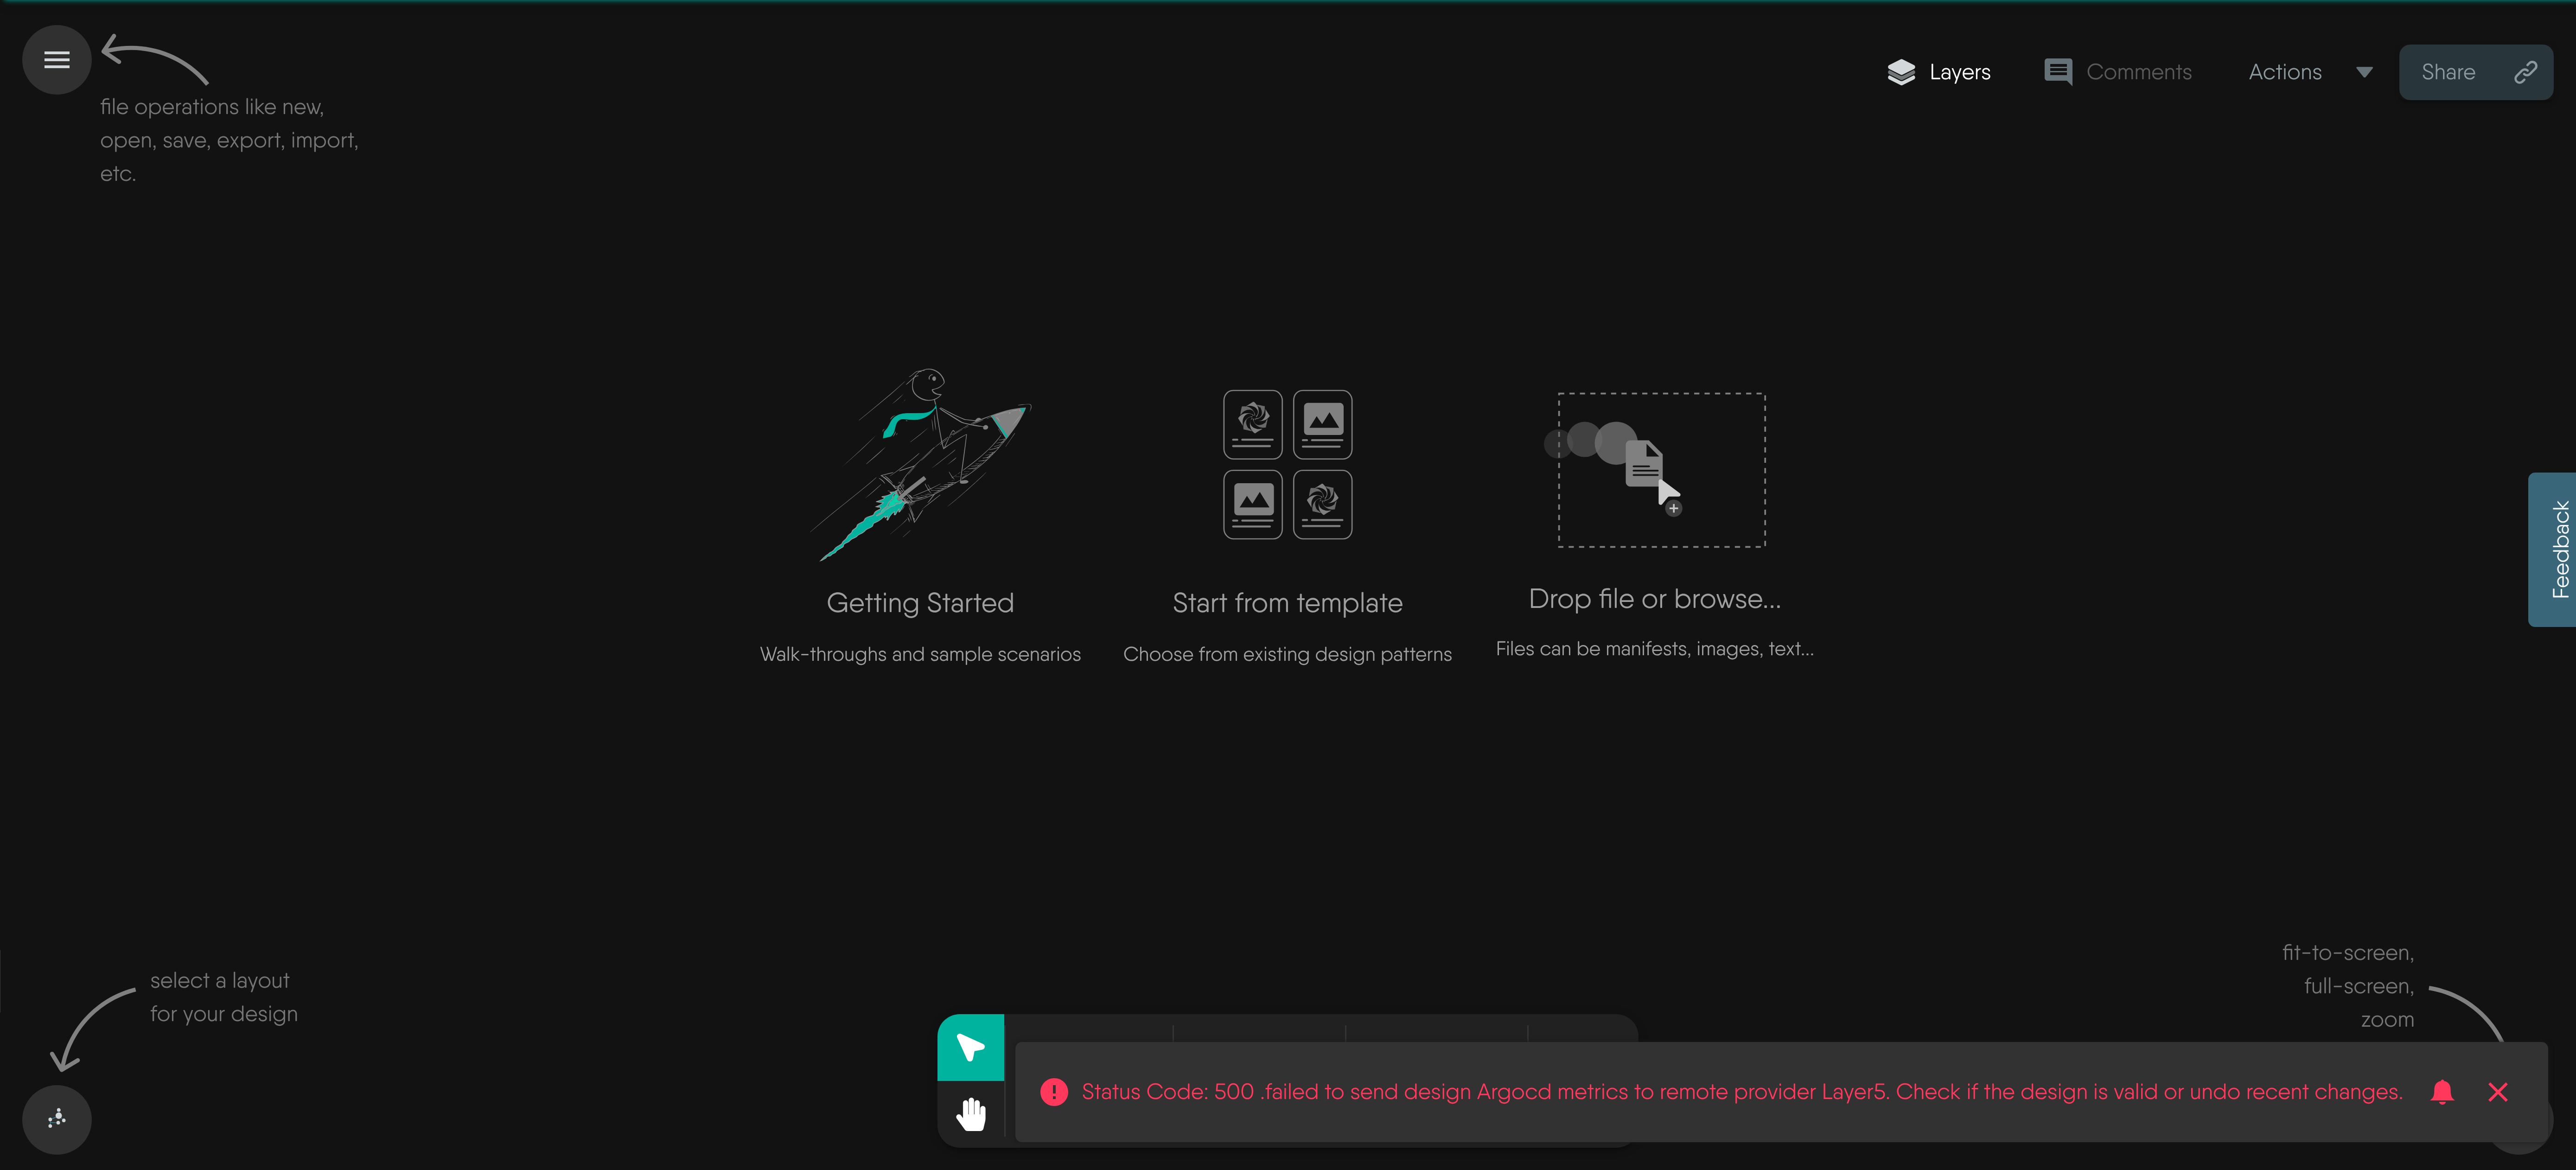 file operations like new,
open, save, export, import,
etc.
Layers
Comments
Actions
Share
Getting Started
Walk-throughs and sample scenarios
Start from template
Choose from existing design patterns
Drop file or browse...
Files can be manifests, images, text...
Feedback
select a layout
for your design
fit-to-screen,
full-screen,
zoom
Status Code: 500 .failed to send design Argocd metrics to remote provider Layer5. Check if the design is valid or undo recent changes.